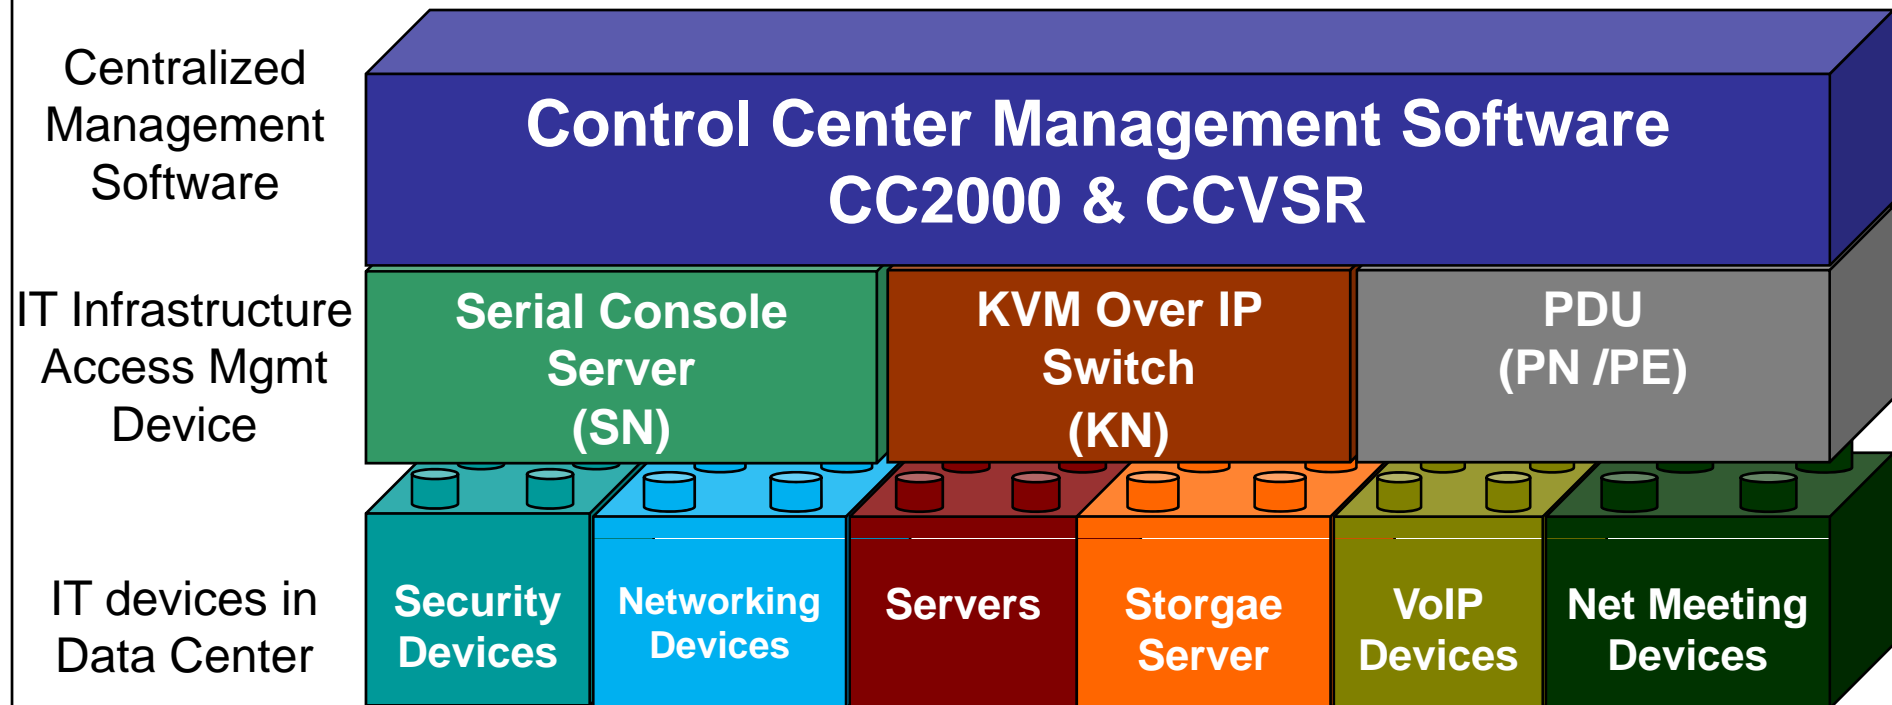 Centralized
Management
Software
Control Center Management Software
CC2000 & CCVSR
IT Infrastructure
Access Mgmt
Device
Serial Console
Server
(SN)
KVM Over IP
Switch
(KN)
PDU
(PN /PE)
IT devices in
Data Center
Security
Devices
Networking
Devices
Servers
Storgae
Server
VoIP
Devices
Net Meeting
Devices